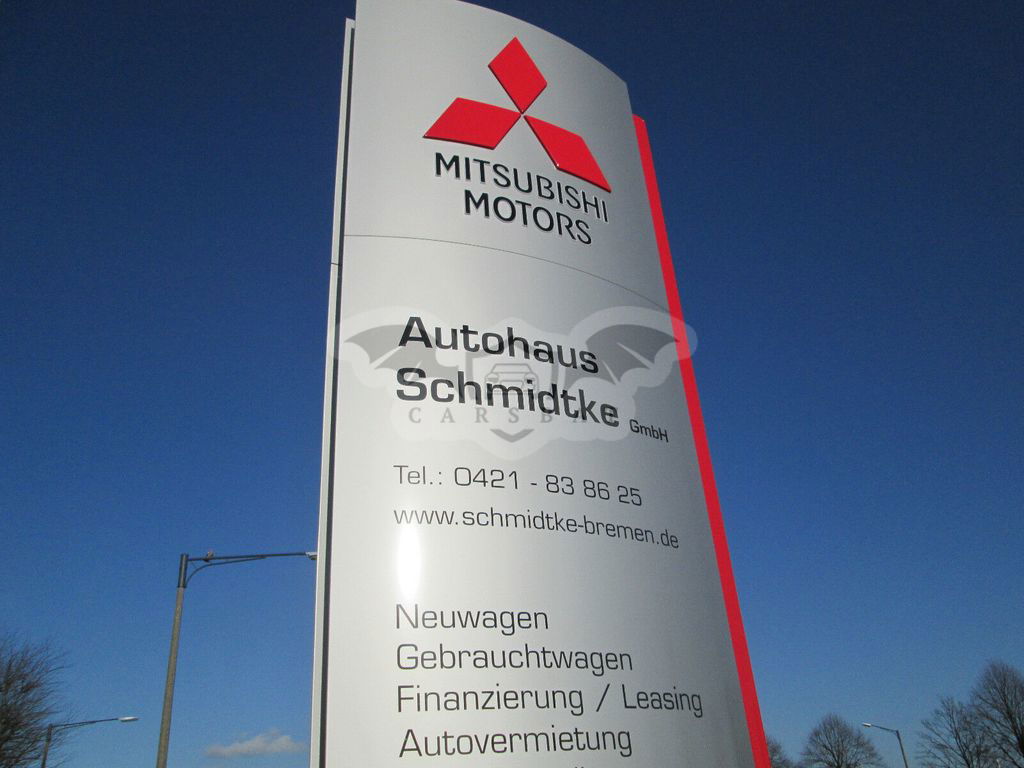 MITSUBISHI
MOTORS
Autohaus
Schmidtke GmbH
CARSBA
Tel.: 0421 - 83 86 25
www.schmidtke-bremen.de
Neuwagen
Gebrauchtwagen
Finanzierung / Leasing
Autovermietung